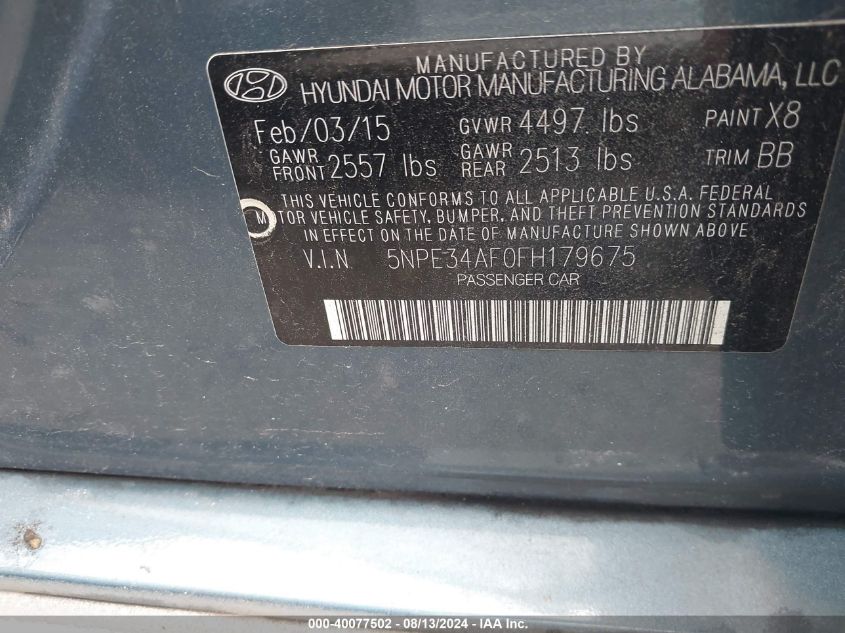 MANUFACTURED BY
HYUNDAI MOTOR MANUFACTURING ALABAMA, LLC
Feb/03/15 GVWR 4497 lbs PAINT X8
GAWR FRONT 2557 lbs GAWR REAR 2513 lbs TRIM BB
THIS VEHICLE CONFORMS TO ALL APPLICABLE U.S.A. FEDERAL
MOTOR VEHICLE SAFETY, BUMPER, AND THEFT PREVENTION STANDARDS
IN EFFECT ON THE DATE OF MANUFACTURE SHOWN ABOVE
V.I.N 5NPE34AF0FH179675
PASSENGER CAR
000-40077502 - 08/13/2024 - IAA Inc.